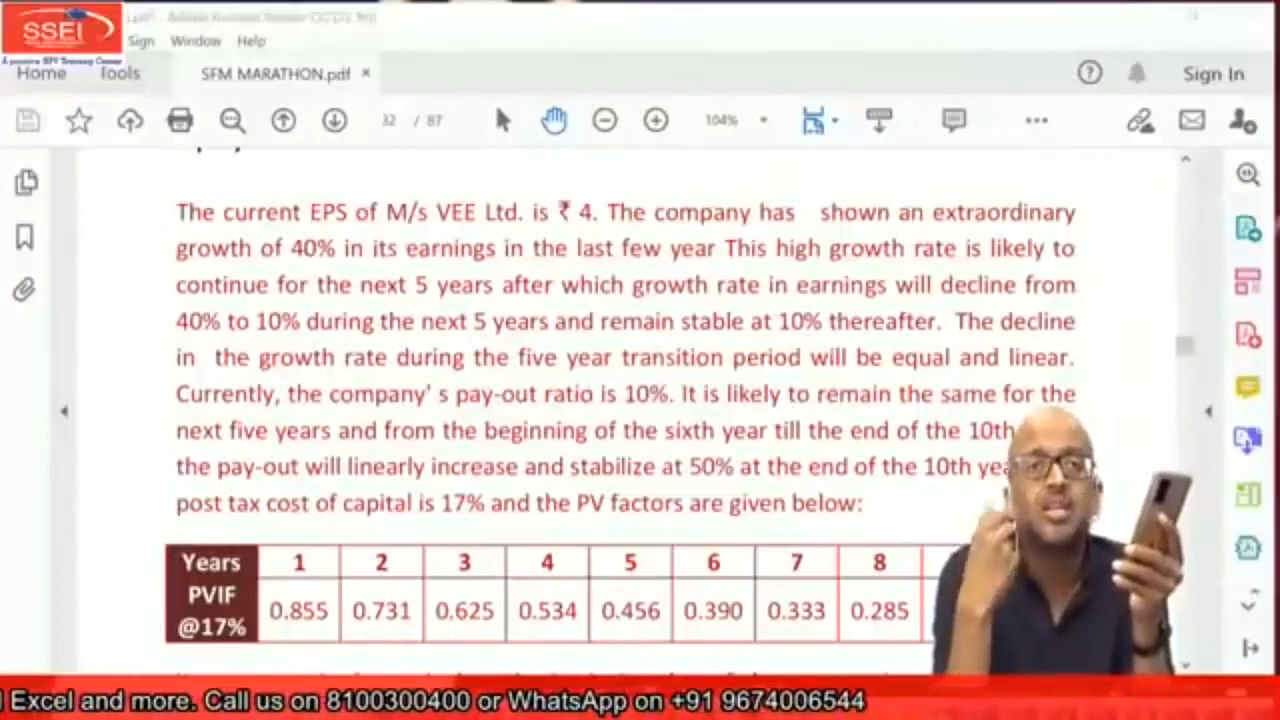 SSEI
Sign Window Help
Home Tools SFM MARATHON.pdf × Sign In
32 / 87 104%
The current EPS of M/s VEE Ltd. is ₹ 4. The company has shown an extraordinary
growth of 40% in its earnings in the last few year This high growth rate is likely to
continue for the next 5 years after which growth rate in earnings will decline from
40% to 10% during the next 5 years and remain stable at 10% thereafter. The decline
in the growth rate during the five year transition period will be equal and linear.
Currently, the company' s pay-out ratio is 10%. It is likely to remain the same for the
next five years and from the beginning of the sixth year till the end of the 10th
the pay-out will linearly increase and stabilize at 50% at the end of the 10th yea
post tax cost of capital is 17% and the PV factors are given below:
Years 1 2 3 4 5 6 7 8
PVIF @17% 0.855 0.731 0.625 0.534 0.456 0.390 0.333 0.285
Excel and more. Call us on 8100300400 or WhatsApp on +91 9674006544